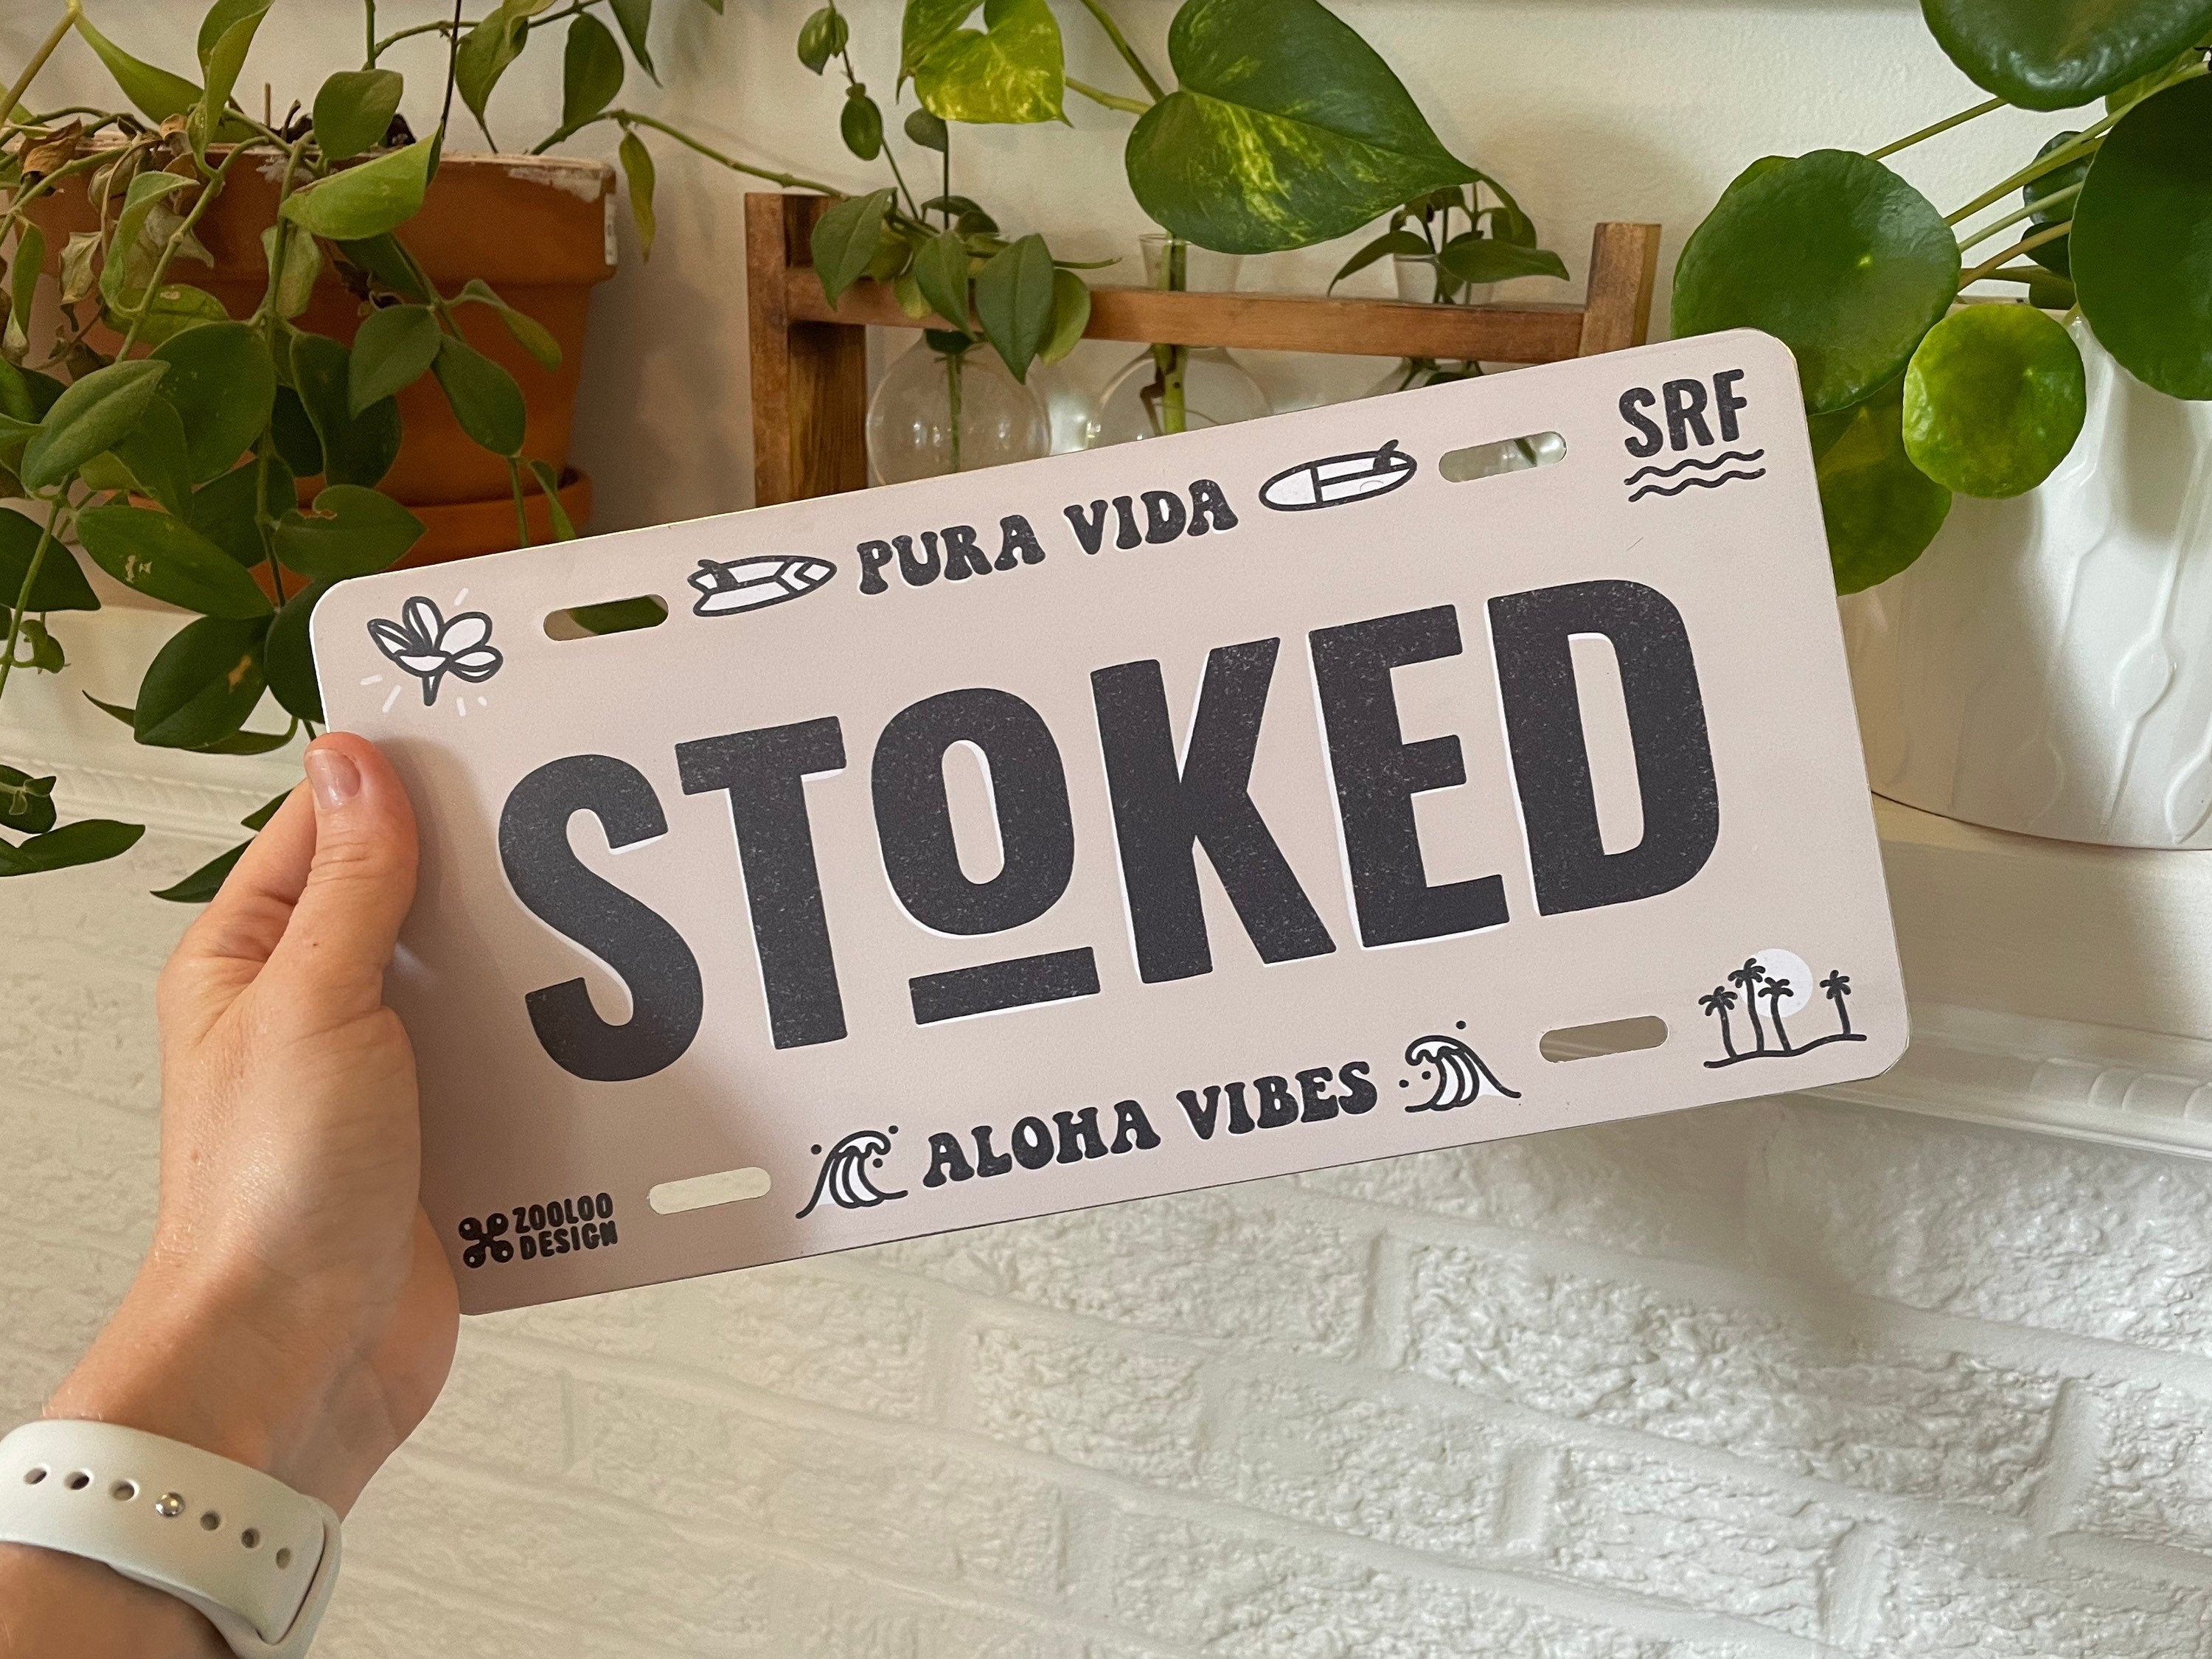 SRF
PURA VIDA
STOKED
ALOHA VIBES
ZOOLOO
DESIGN